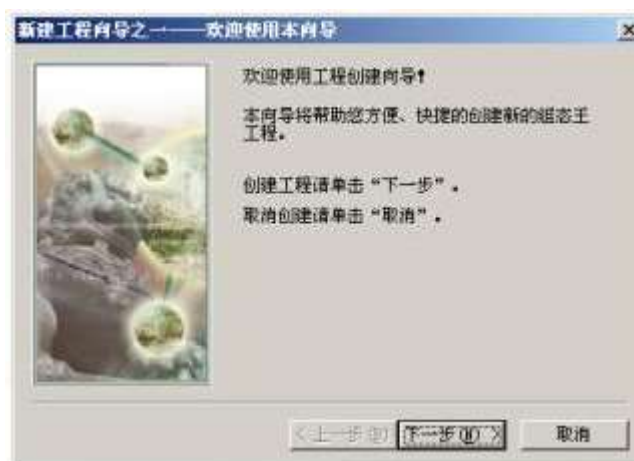 新建工程向导之一——欢迎使用本向导
欢迎使用工程创建向导!
本向导将帮助您方便、快捷的创建新的组态王
工程。
创建工程请单击“下一步”.
取消创建请单击“取消”.
<上一步(P) 下一步(N) > 取消